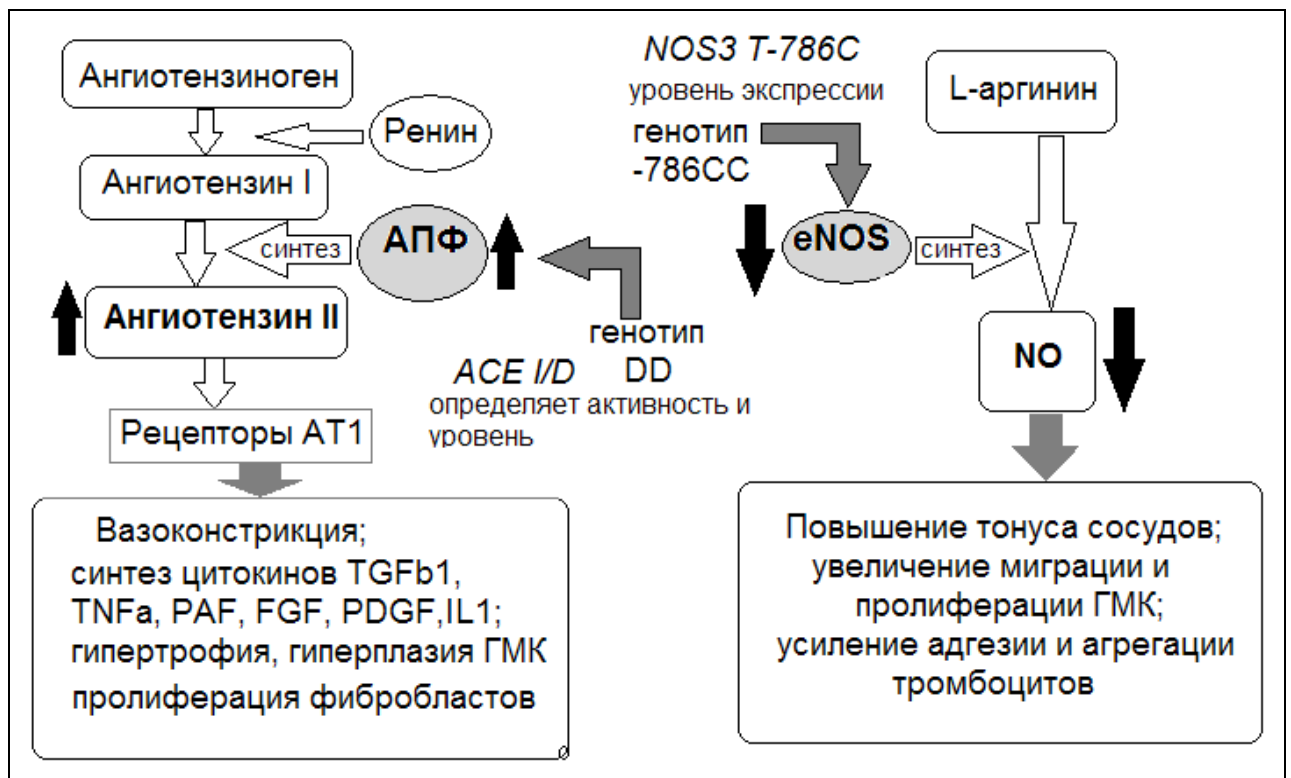 Ангиотензиноген
Ренин
Ангиотензин I
синтез
АПФ
Ангиотензин II
генотип
DD
ACE I/D
определяет активность и
уровень
Рецепторы АТ1
Вазоконстрикция;
синтез цитокинов TGFb1,
TNFa, PAF, FGF, PDGF,IL1;
гипертрофия, гиперплазия ГМК
пролиферация фибробластов
NOS3 T-786C
уровень экспрессии
генотип
-786CC
L-аргинин
eNOS
синтез
NO
Повышение тонуса сосудов;
увеличение миграции и
пролиферации ГМК;
усиление адгезии и агрегации
тромбоцитов